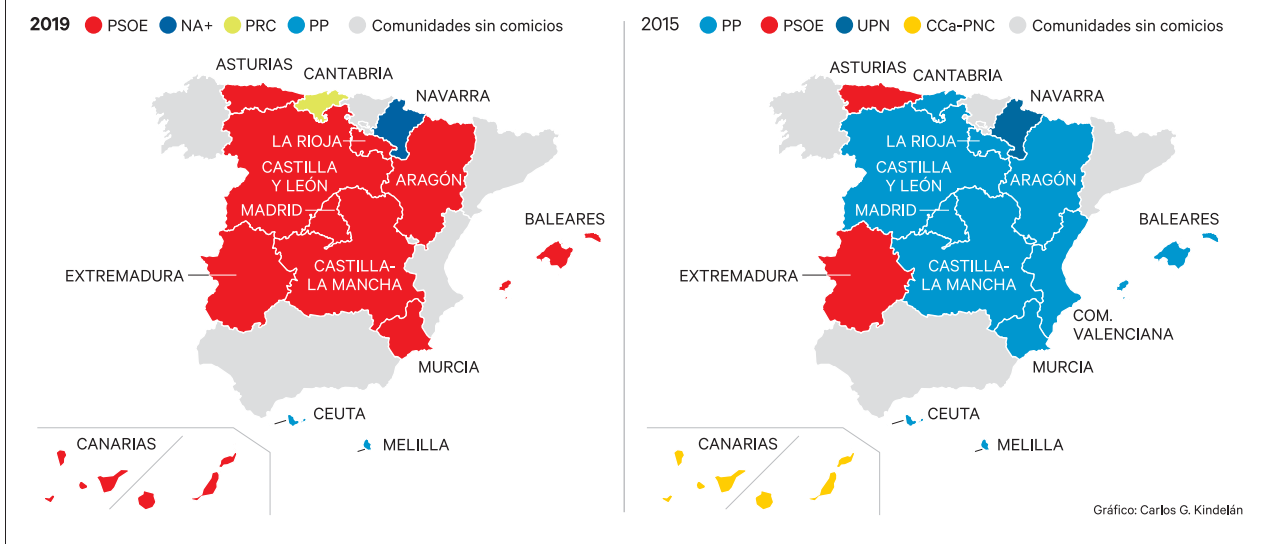 2019 PSOE NA+ PRC PP Comunidades sin comicios
ASTURIAS
CANTABRIA
NAVARRA
LA RIOJA
CASTILLA
Y LEÓN
ARAGÓN
MADRID
BALEARES
EXTREMADURA
CASTILLA-
LA MANCHA
MURCIA
CEUTA
MELILLA
CANARIAS
2015 PP PSOE UPN CCa-PNC Comunidades sin comicios
ASTURIAS
CANTABRIA
NAVARRA
LA RIOJA
CASTILLA
Y LEÓN
ARAGÓN
MADRID
BALEARES
EXTREMADURA
CASTILLA-
LA MANCHA
COM.
VALENCIANA
MURCIA
CEUTA
MELILLA
CANARIAS
Gráfico: Carlos G. Kindelán